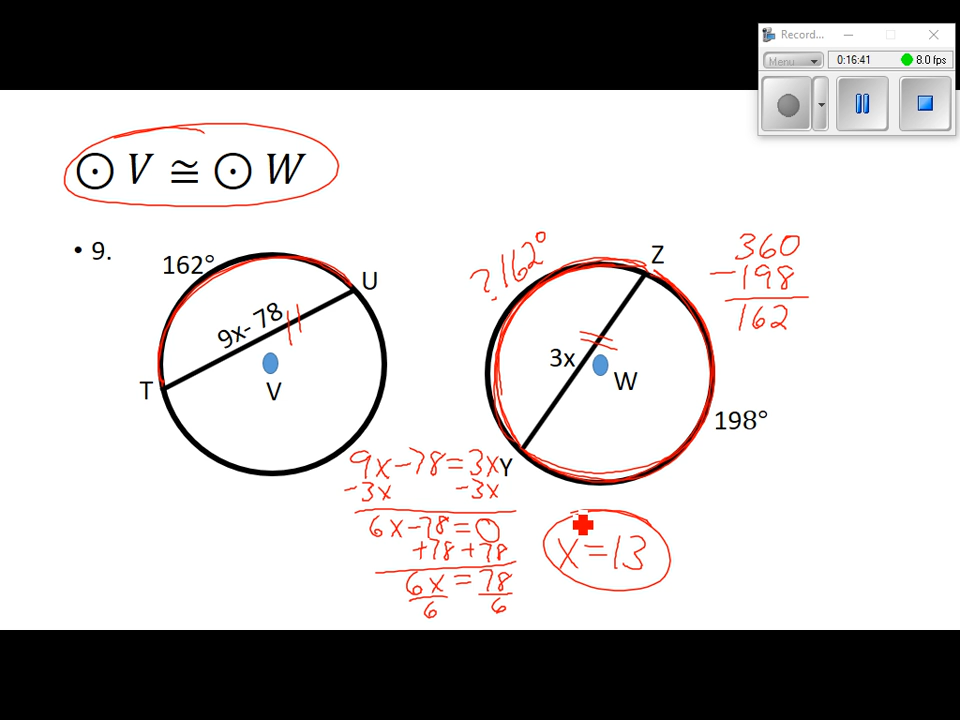 Record...
Menu
0:16:41
8.0 fps
⊙ V ≅ ⊙ W
• 9.
162°
U
9x- 78
T
V
? 162°
Z
3x
W
Y
198°
360
-198
162
9x-78=3x
-3x -3x
6x-78=0
+78 +78
6x = 78
6 6
x=13